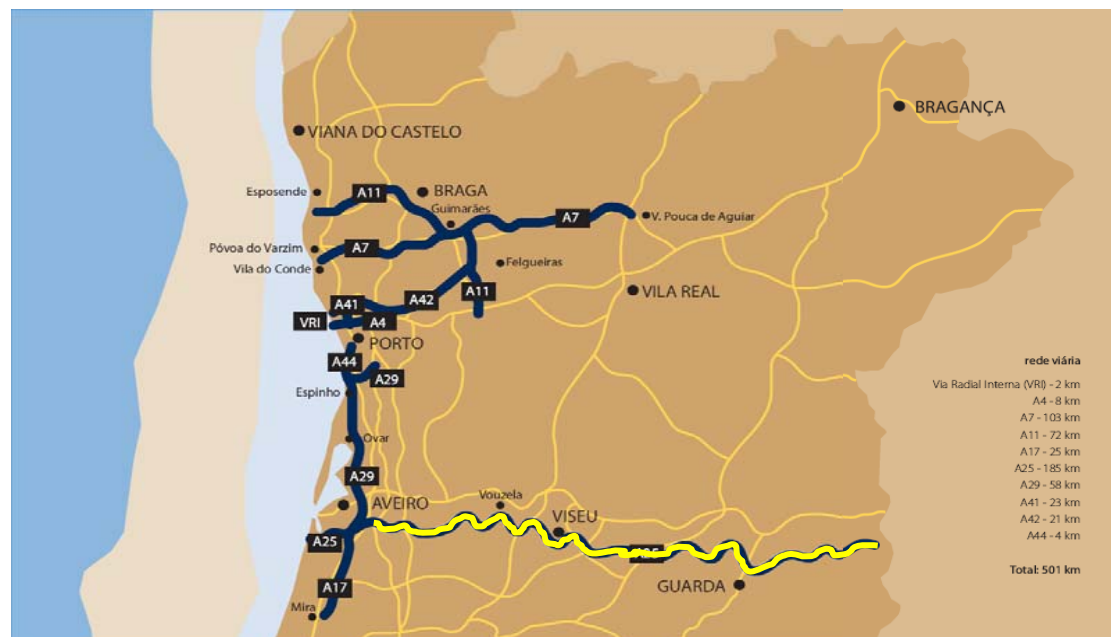 BRAGANÇA
VIANA DO CASTELO
Esposende
A11
BRAGA
Guimarães
A7
V. Pouca de Aguiar
Póvoa do Varzim
A7
Vila do Conde
Felgueiras
A41
A42
A11
VILA REAL
VRI
A4
PORTO
A44
A29
Espinho
Ovar
A29
AVEIRO
Vouzela
VISEU
A25
GUARDA
A17
Mira
rede viária
Via Radial Interna (VRI) - 2 km
A4 - 8 km
A7 - 103 km
A11 - 72 km
A17 - 25 km
A25 - 185 km
A29 - 58 km
A41 - 23 km
A42 - 21 km
A44 - 4 km
Total: 501 km